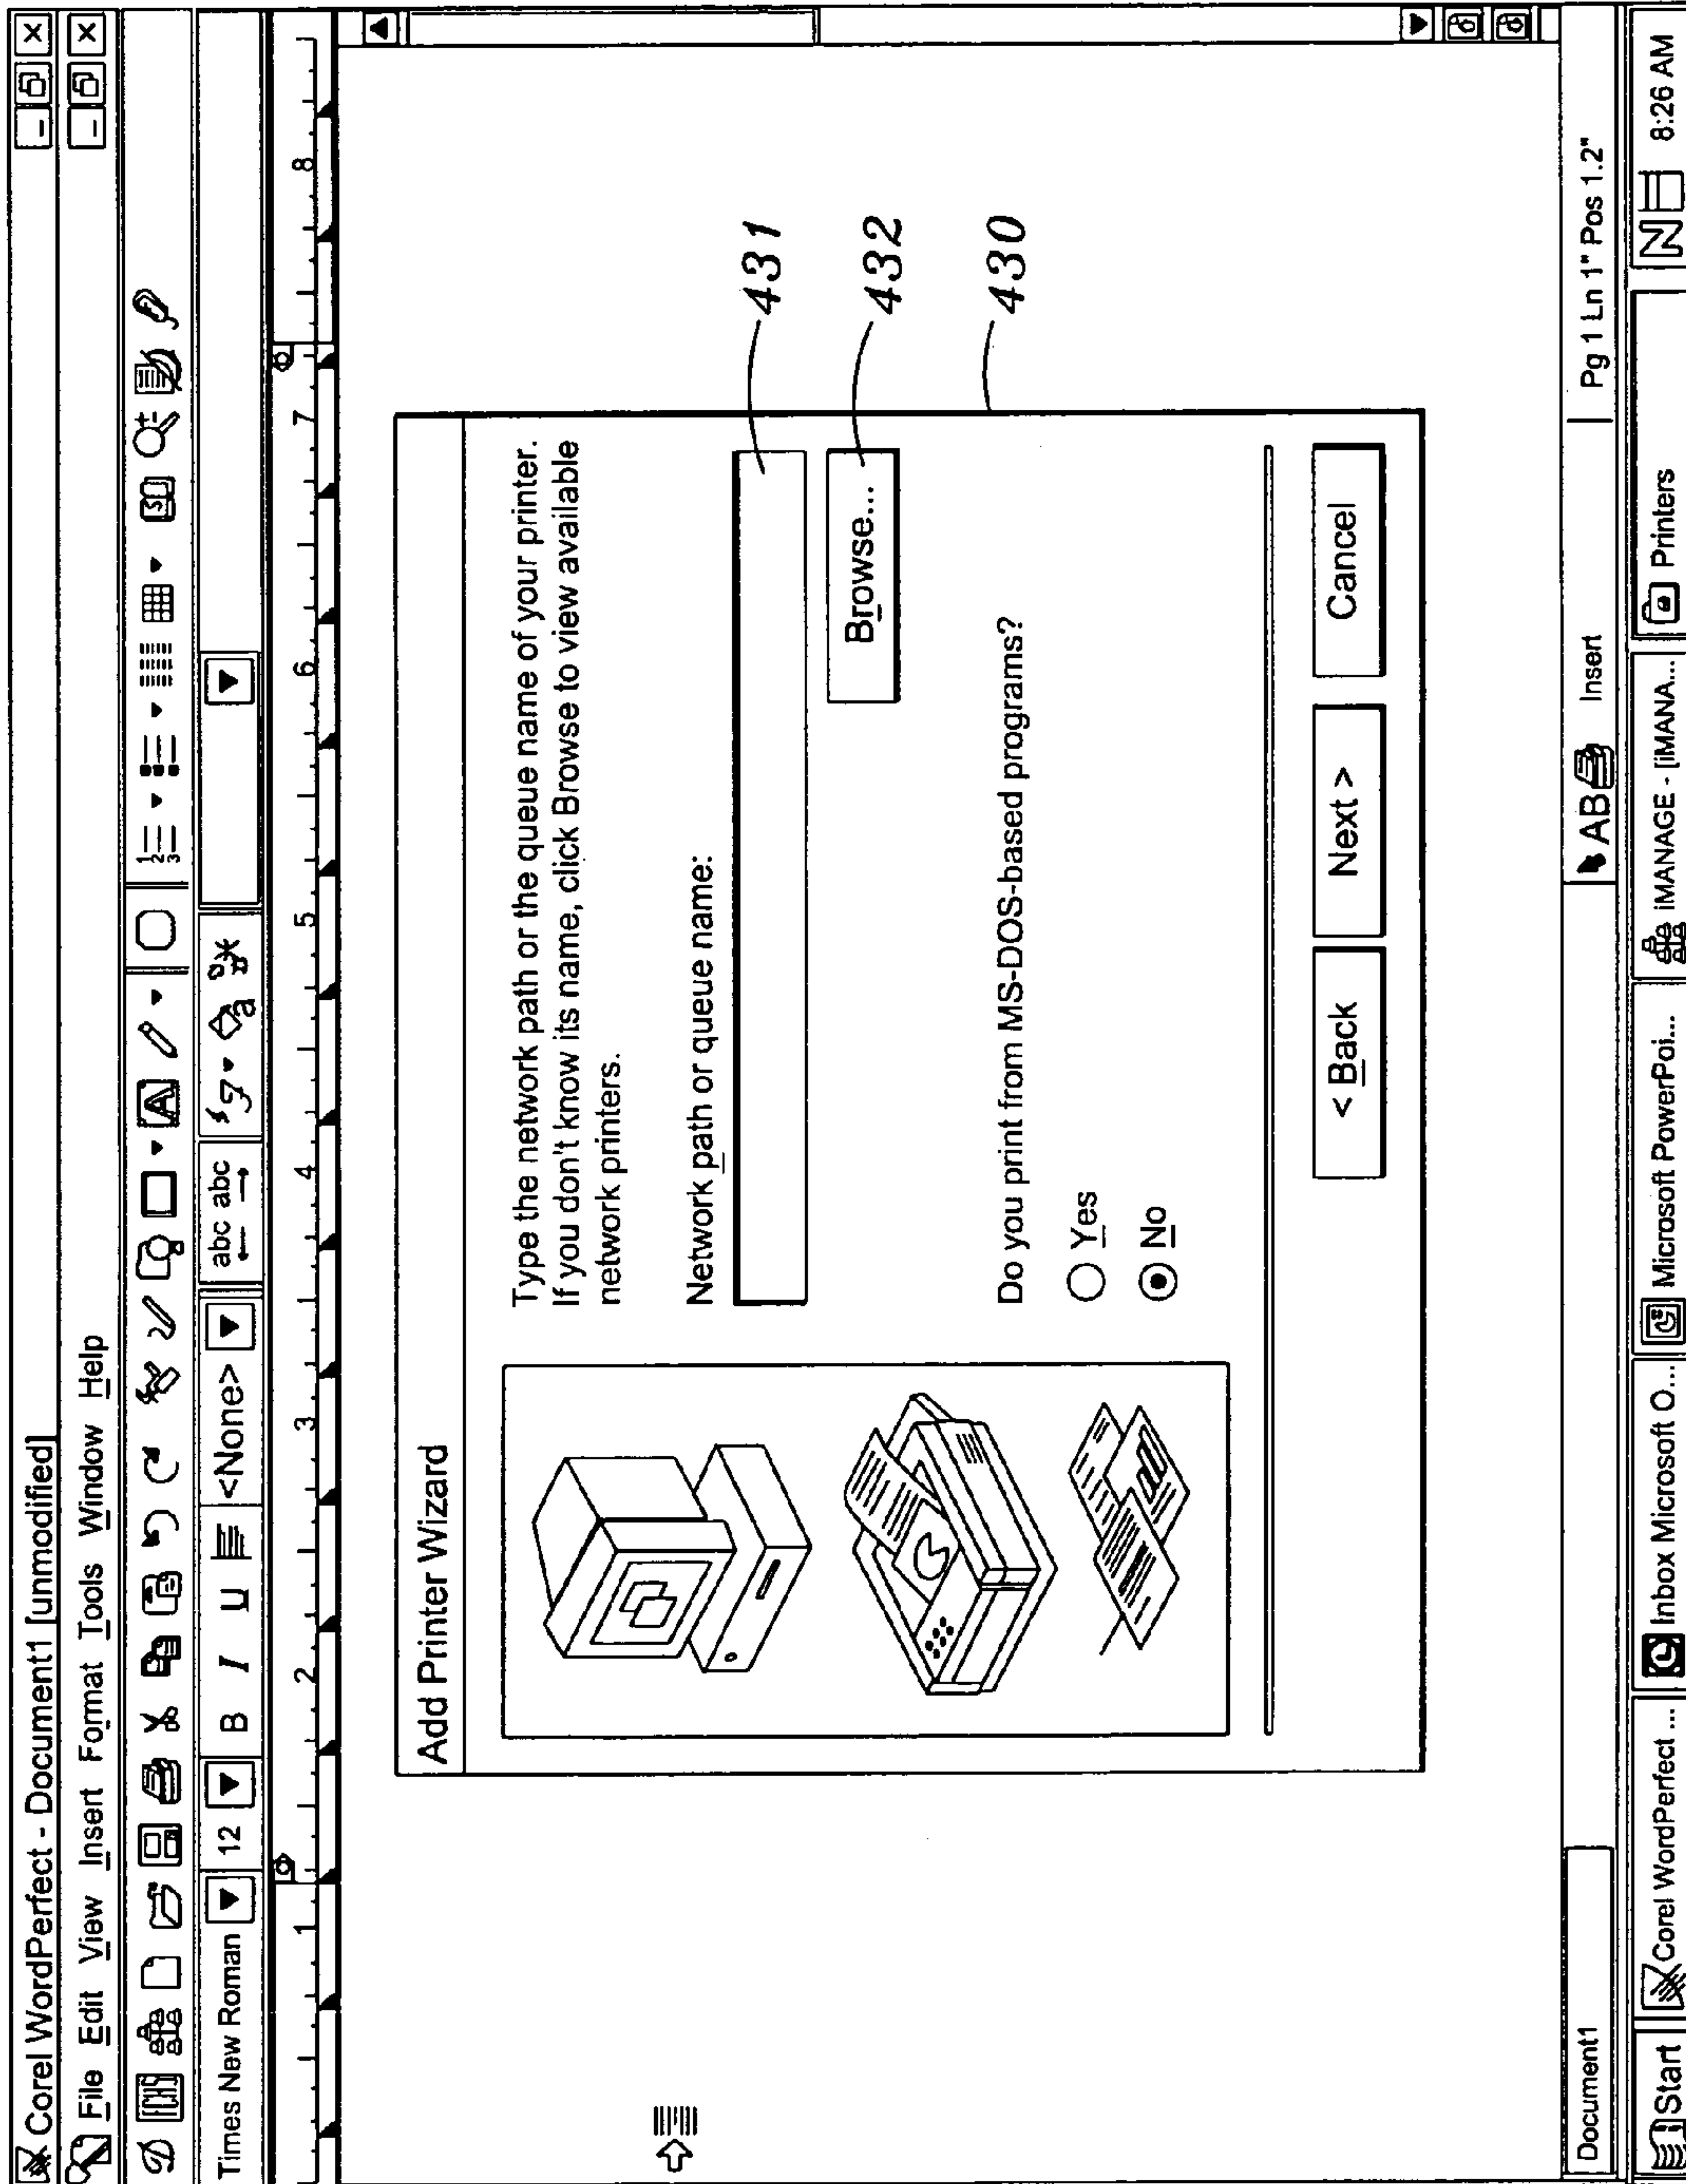 Corel WordPerfect - Document1 [unmodified]
File Edit View Insert Format Tools Window Help
Times New Roman 12 B I U <None> abc abc
1 2 3 4 5 6 7 8
Add Printer Wizard
Type the network path or the queue name of your printer.
If you don't know its name, click Browse to view available
network printers.
Network path or queue name:
431
Browse...
432
430
Do you print from MS-DOS-based programs?
Yes
No
< Back Next > Cancel
Document1 AB Insert Pg 1 Ln 1" Pos 1.2"
Start Corel WordPerfect ... Inbox Microsoft O... Microsoft PowerPoi... iMANAGE - [iMANA... Printers N 8:26 AM